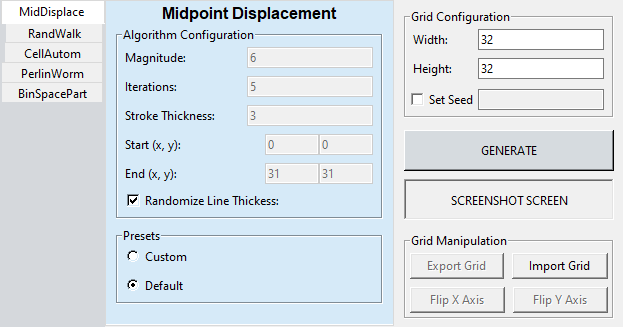 MidDisplace
RandWalk
CellAutom
PerlinWorm
BinSpacePart
Midpoint Displacement
Algorithm Configuration
Magnitude: 6
Iterations: 5
Stroke Thickness: 3
Start (x, y): 0 0
End (x, y): 31 31
Randomize Line Thickess:
Presets
Custom
Default
Grid Configuration
Width: 32
Height: 32
Set Seed
GENERATE
SCREENSHOT SCREEN
Grid Manipulation
Export Grid Import Grid
Flip X Axis Flip Y Axis